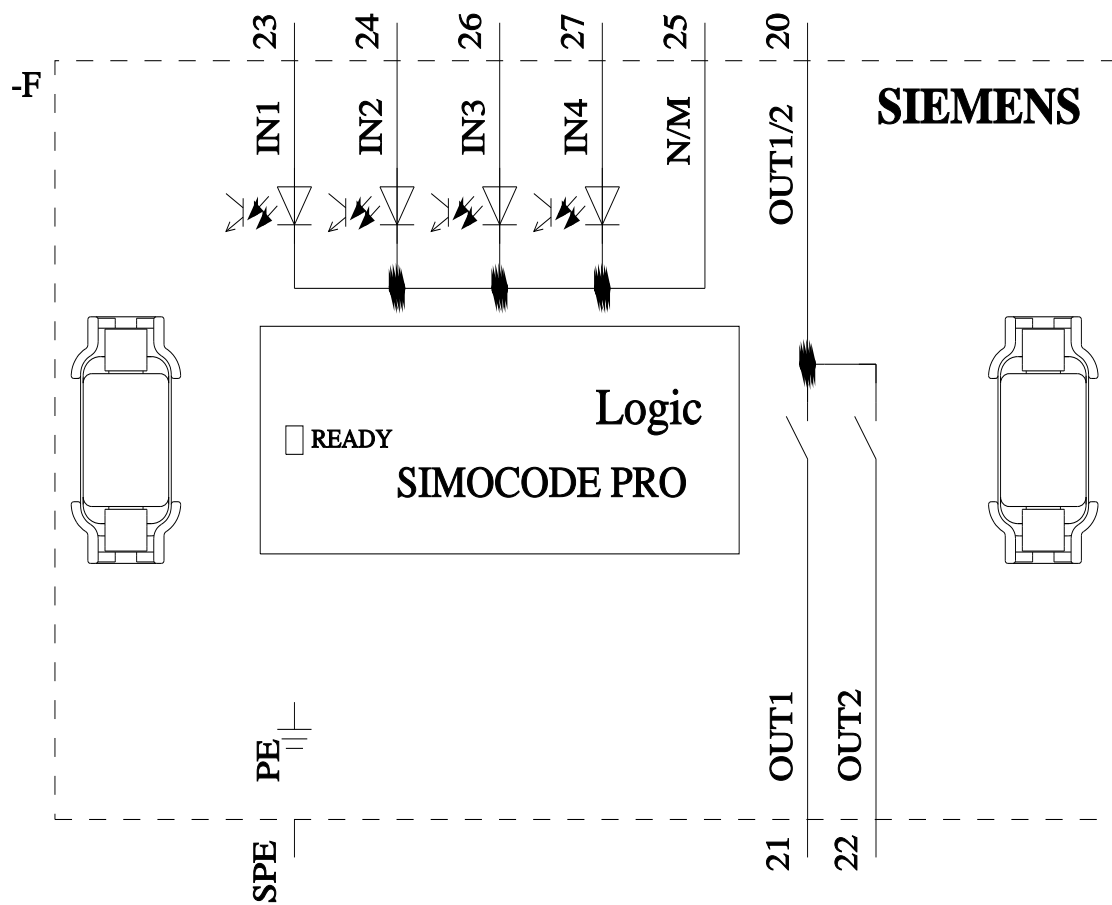 23
24
26
27
25
20
-F
SIEMENS
IN1
IN2
IN3
IN4
N/M
OUT1/2
Logic
READY
SIMOCODE PRO
PE
OUT1
OUT2
SPE
21
22